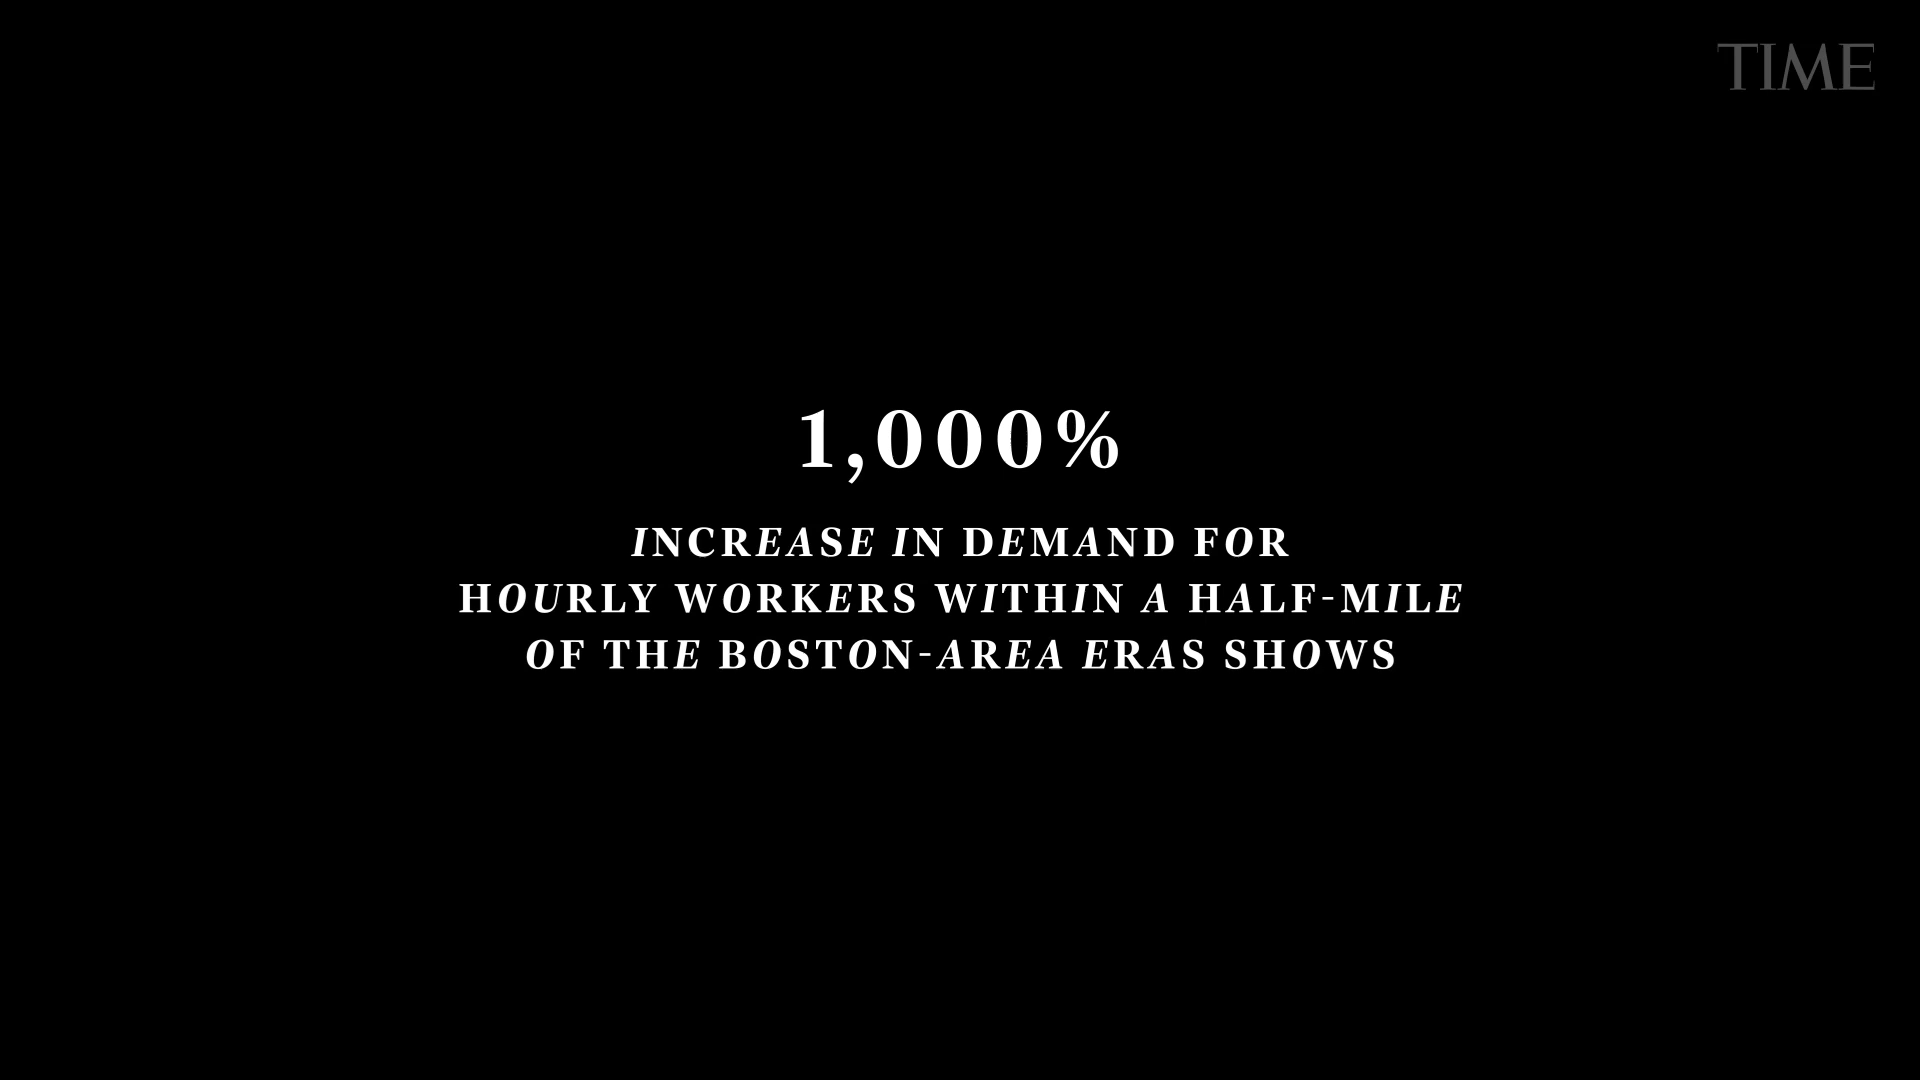 TIME
1,000%
INCREASE IN DEMAND FOR
HOURLY WORKERS WITHIN A HALF-MILE
OF THE BOSTON-AREA ERAS SHOWS